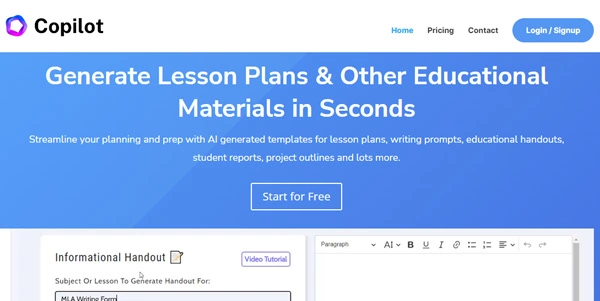 Copilot
Home Pricing Contact Login / Signup
Generate Lesson Plans & Other Educational
Materials in Seconds
Streamline your planning and prep with AI generated templates for lesson plans, writing prompts, educational handouts,
student reports, project outlines and lots more.
Start for Free
Informational Handout
Video Tutorial
Subject Or Lesson To Generate Handout For:
MLA Writing Form
Paragraph AI B U I